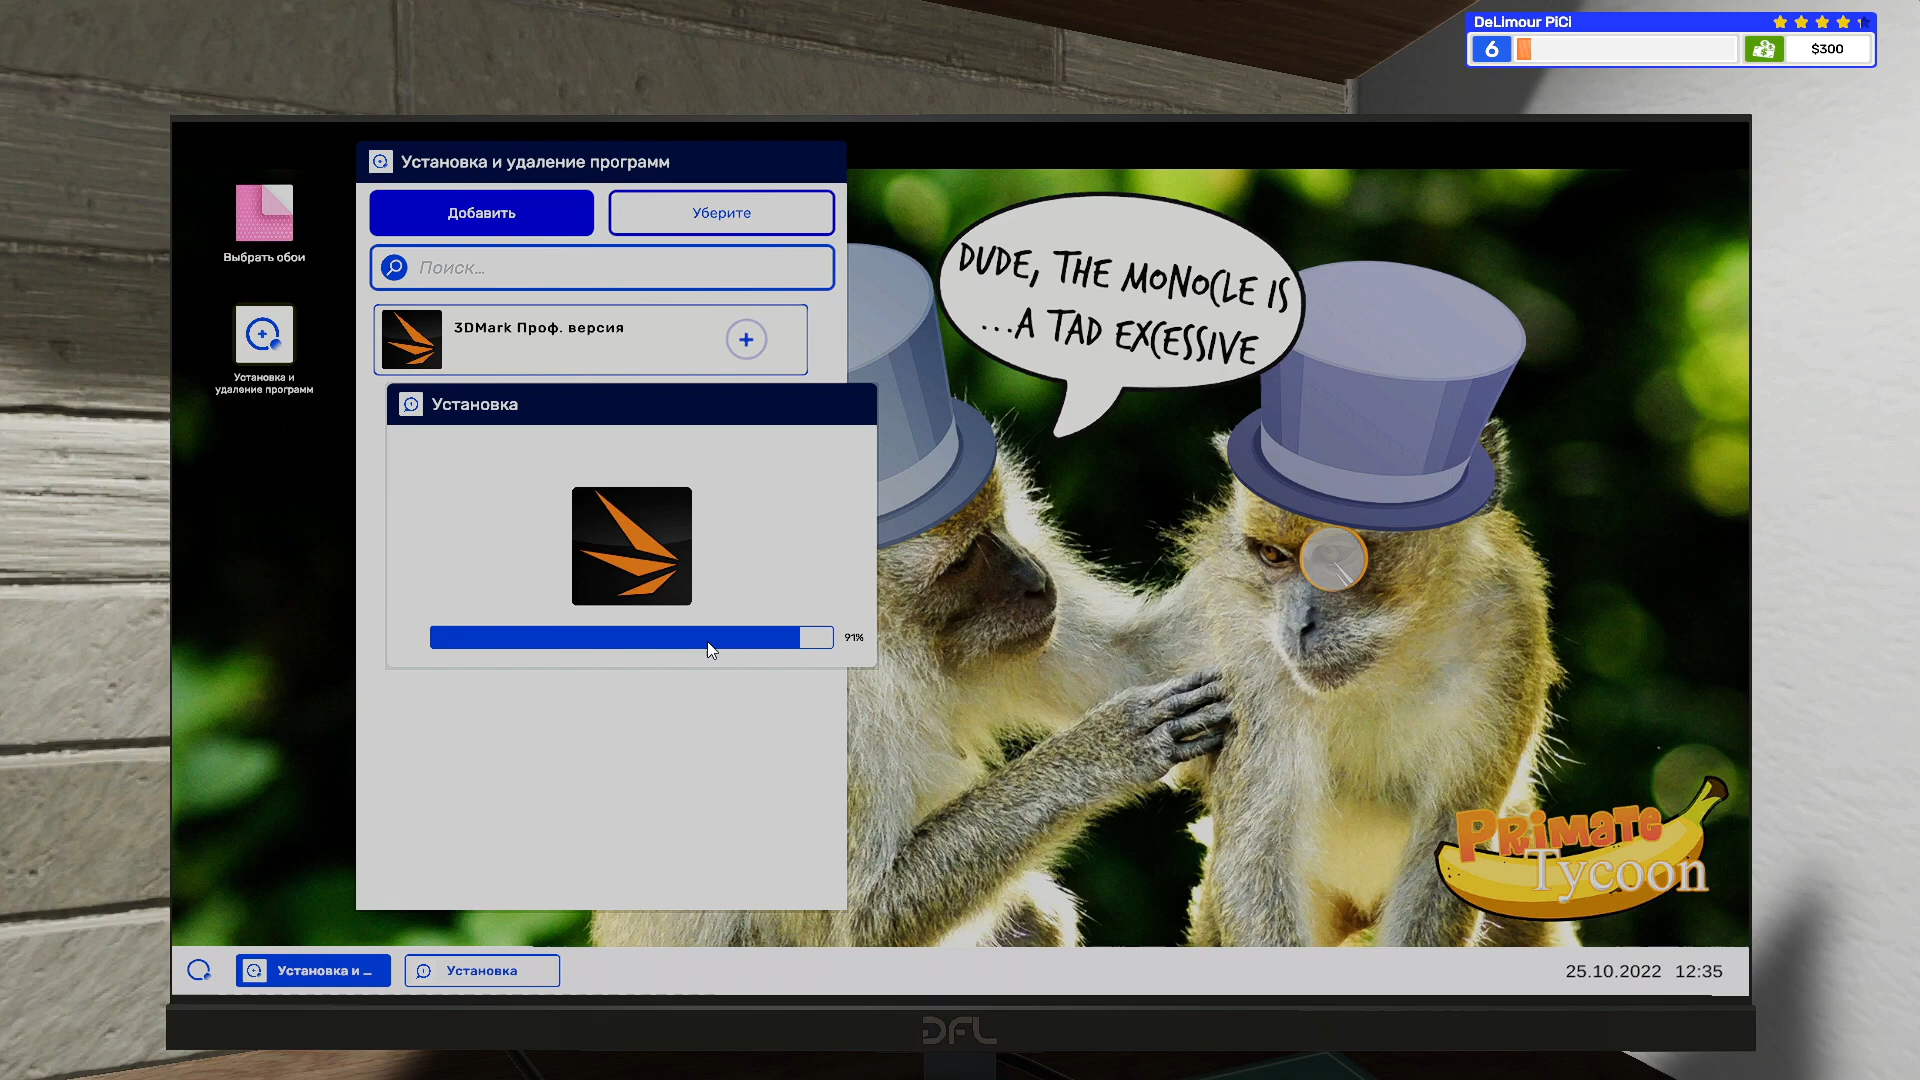 DeLimour PiCi
6
$300
Установка и удаление программ
Добавить
Уберите
Поиск...
3DMark Проф. версия
Установка
91%
Выбрать обои
Установка и
удаление программ
DUDE, THE MONOCLE IS
...A TAD EXCESSIVE
PRiMaTe
Tycoon
Установка и ...
Установка
25.10.2022 12:35
DFL